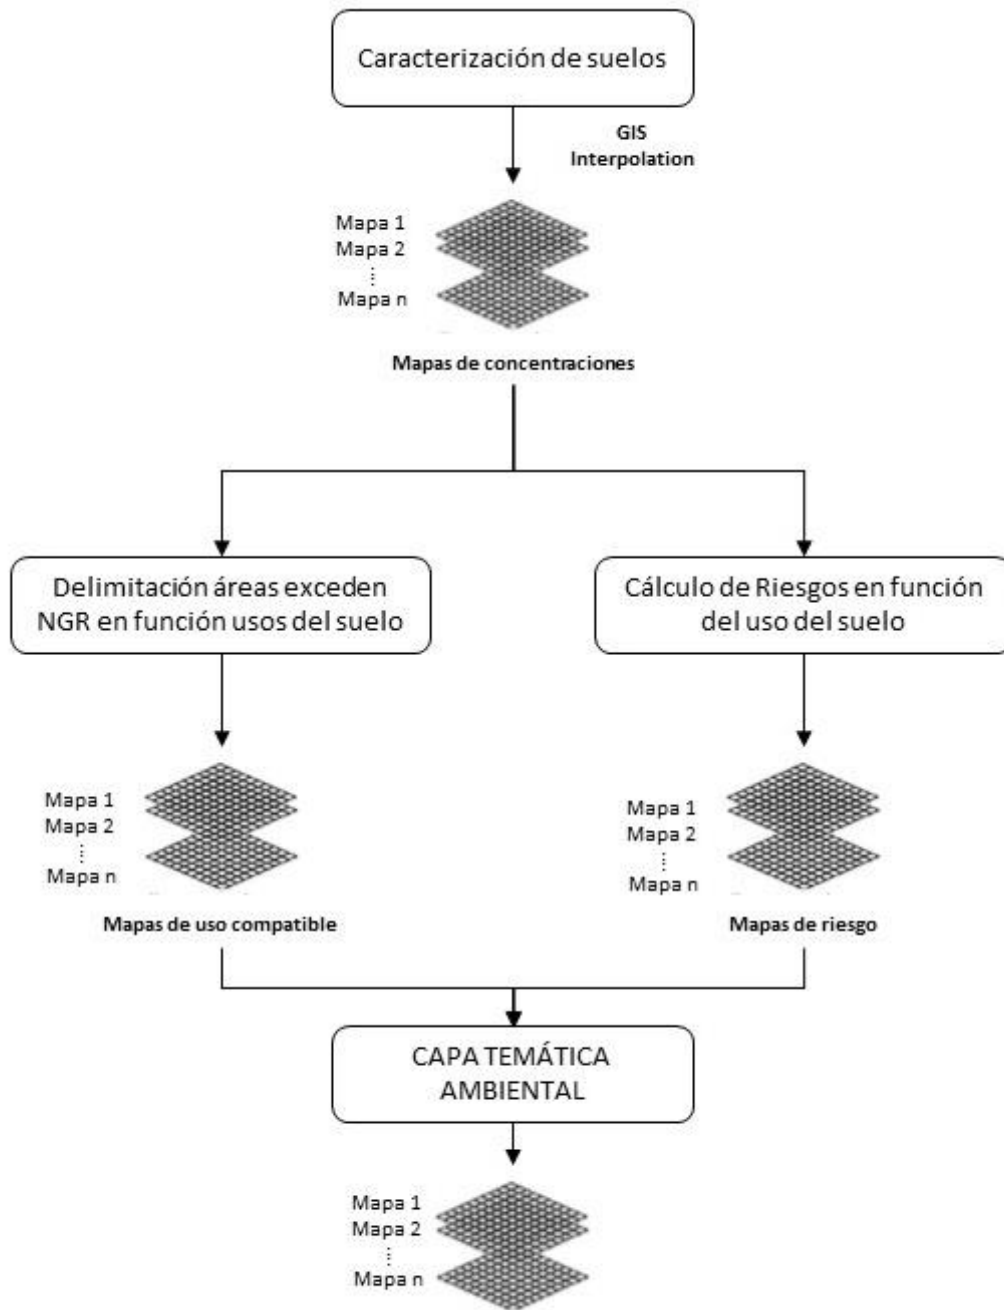 Caracterización de suelos
GIS
Interpolation
Mapa 1
Mapa 2
Mapa n
Mapas de concentraciones
Delimitación áreas exceden
NGR en función usos del suelo
Cálculo de Riesgos en función
del uso del suelo
Mapa 1
Mapa 2
Mapa n
Mapas de uso compatible
Mapa 1
Mapa 2
Mapa n
Mapas de riesgo
CAPA TEMÁTICA
AMBIENTAL
Mapa 1
Mapa 2
Mapa n